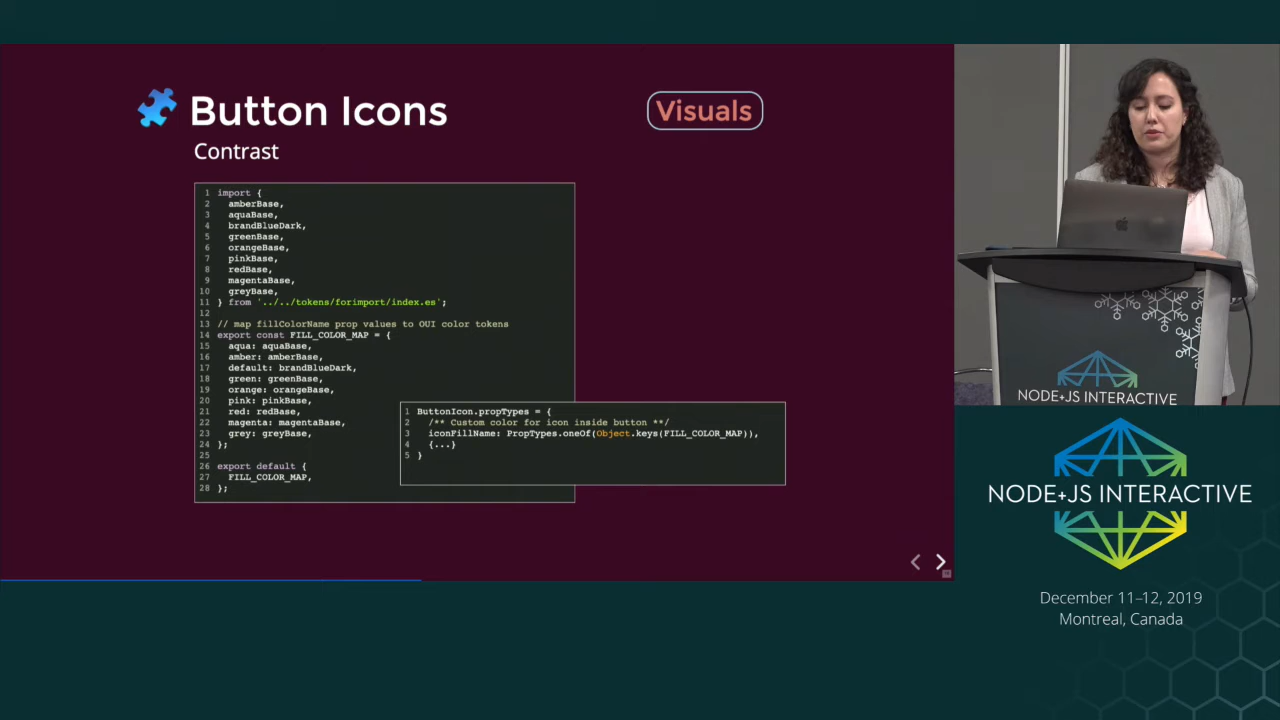 Button Icons
Visuals
Contrast
1 import {
2 amberBase,
3 aquaBase,
4 brandBlueDark,
5 greenBase,
6 orangeBase,
7 pinkBase,
8 redBase,
9 magentaBase,
10 greyBase,
11 } from '../../tokens/forimport/index.es';
12
13 // map fillColorName prop values to OUI color tokens
14 export const FILL_COLOR_MAP = {
15 aqua: aquaBase,
16 amber: amberBase,
17 default: brandBlueDark,
18 green: greenBase,
19 orange: orangeBase,
20 pink: pinkBase,
21 red: redBase,
22 magenta: magentaBase,
23 grey: greyBase,
24 };
25
26 export default {
27 FILL_COLOR_MAP,
28 };
1 ButtonIcon.propTypes = {
2 /** Custom color for icon inside button **/
3 iconFillName: PropTypes.oneOf(Object.keys(FILL_COLOR_MAP)),
4 {...}
5 }
NODE+JS INTERACTIVE
NODE+JS INTERACTIVE
December 11–12, 2019
Montreal, Canada